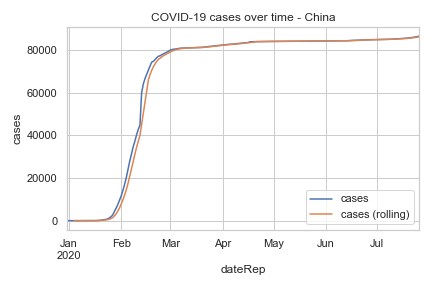 COVID-19 cases over time - China
80000
60000
40000
20000
0
cases
cases
cases (rolling)
Jan Feb Mar Apr May Jun Jul
2020
dateRep